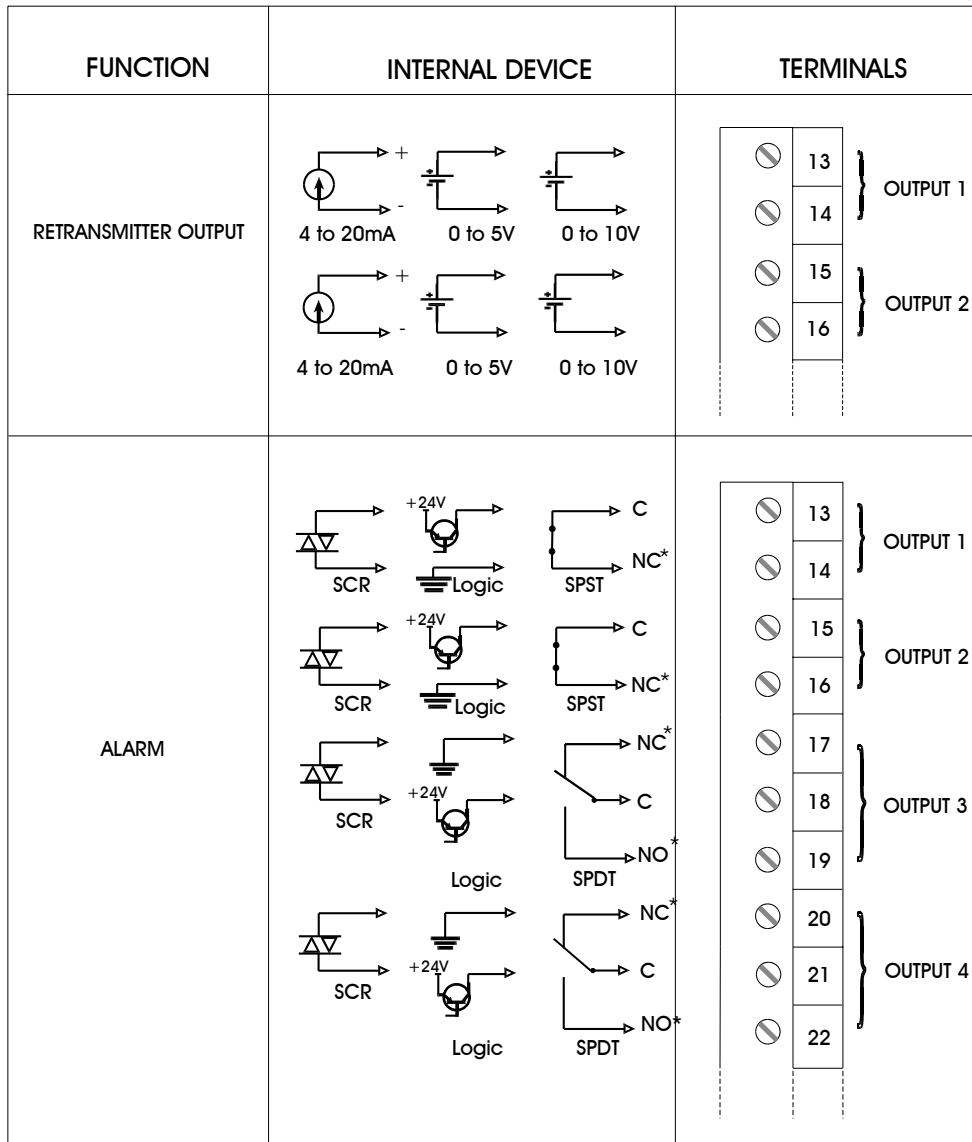 FUNCTION INTERNAL DEVICE TERMINALS
RETRANSMITTER OUTPUT
+
-
4 to 20mA 0 to 5V 0 to 10V
+
-
4 to 20mA 0 to 5V 0 to 10V
13
14
OUTPUT 1
15
16
OUTPUT 2
ALARM
+24V
C
NC*
SCR Logic SPST
+24V
C
NC*
SCR Logic SPST
NC*
+24V
C
SCR
NO*
Logic SPDT
NC*
+24V
C
SCR
NO*
Logic SPDT
13
14
OUTPUT 1
15
16
OUTPUT 2
17
18
19
OUTPUT 3
20
21
22
OUTPUT 4